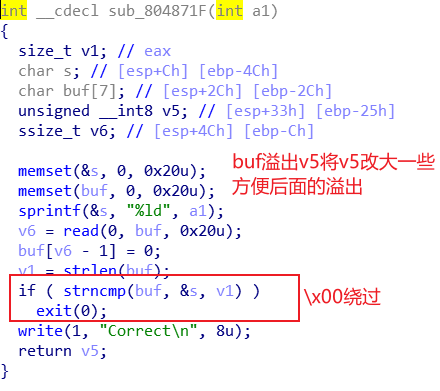 int __cdecl sub_804871F(int a1)
{
size_t v1; // eax
char s; // [esp+Ch] [ebp-4Ch]
char buf[7]; // [esp+2Ch] [ebp-2Ch]
unsigned __int8 v5; // [esp+33h] [ebp-25h]
ssize_t v6; // [esp+4Ch] [ebp-Ch]
memset(&s, 0, 0x20u);
memset(buf, 0, 0x20u);
sprintf(&s, "%ld", a1);
v6 = read(0, buf, 0x20u);
buf[v6 - 1] = 0;
v1 = strlen(buf);
if ( strncmp(buf, &s, v1) )
exit(0);
write(1, "Correct\n", 8u);
return v5;
}
buf溢出v5将v5改大一些
方便后面的溢出
\x00绕过